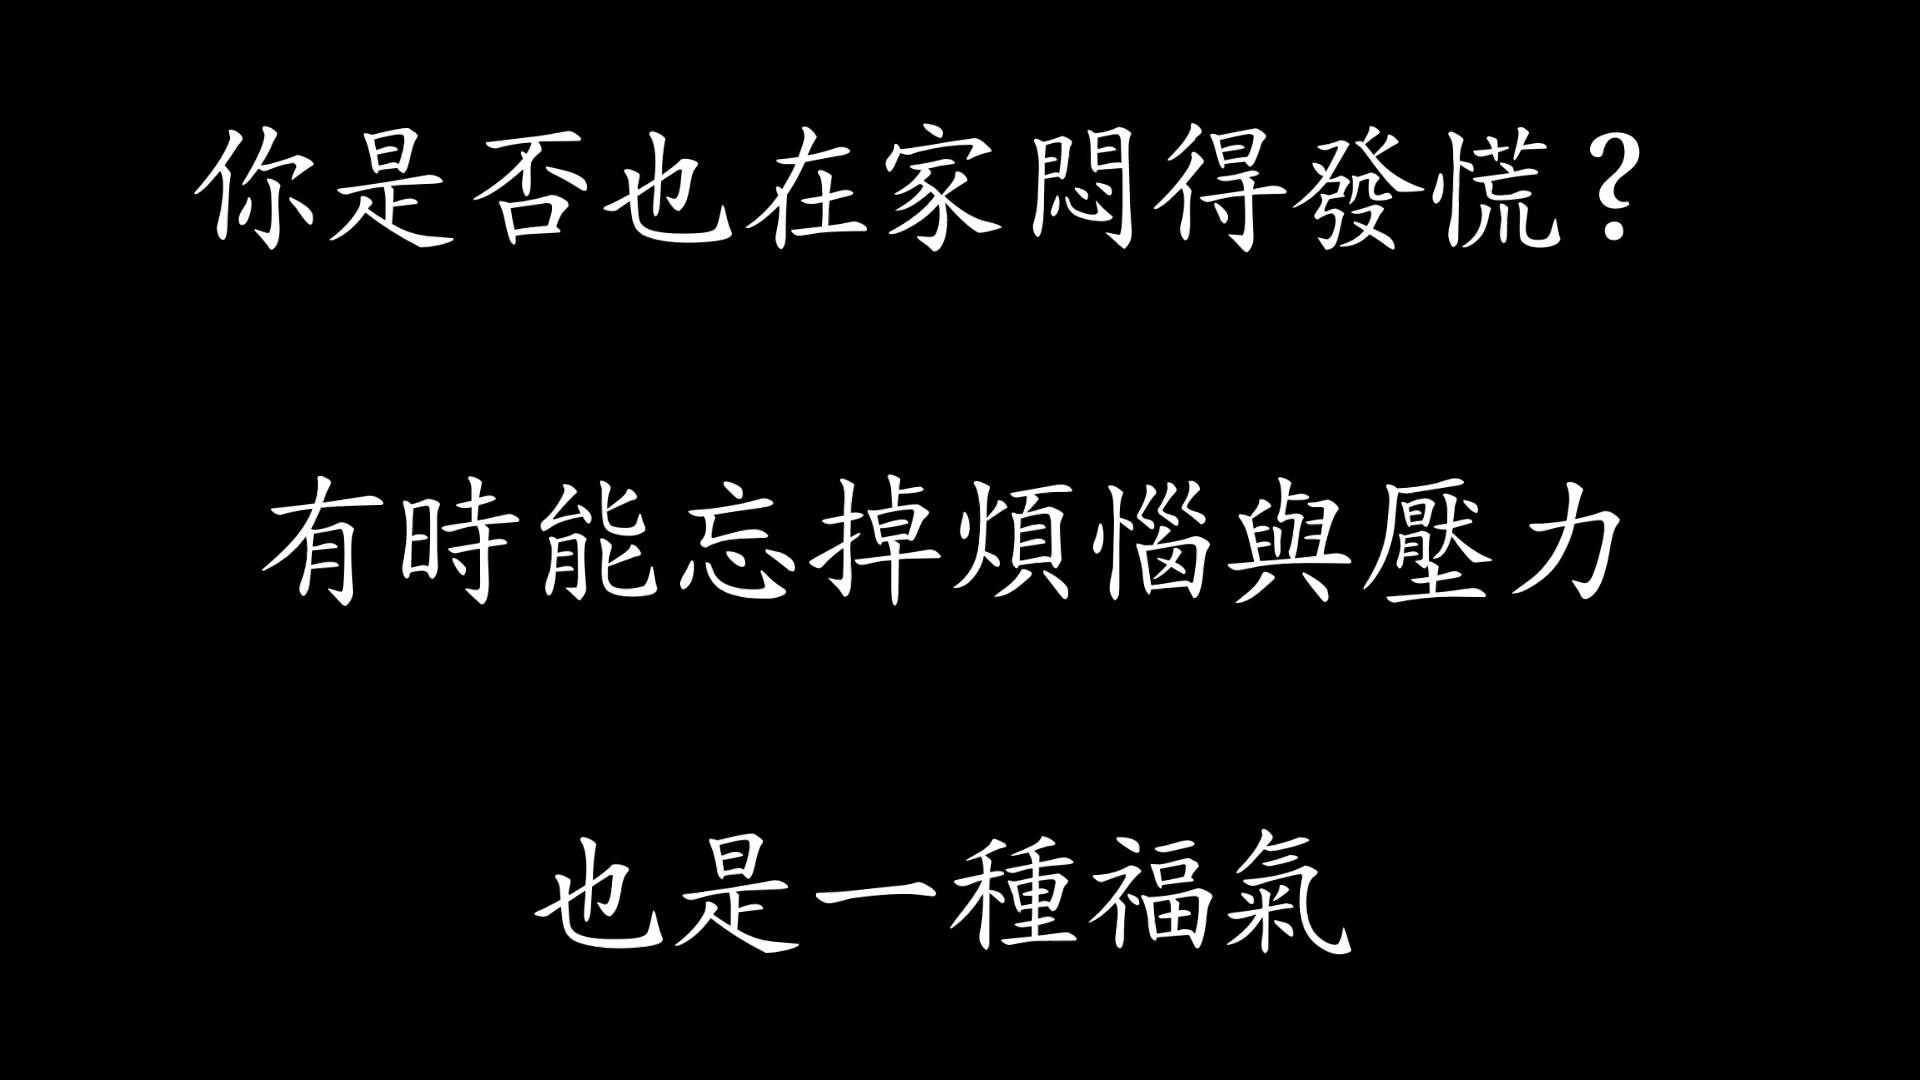 你是否也在家悶得發慌？
有時能忘掉煩惱與壓力
也是一種福氣